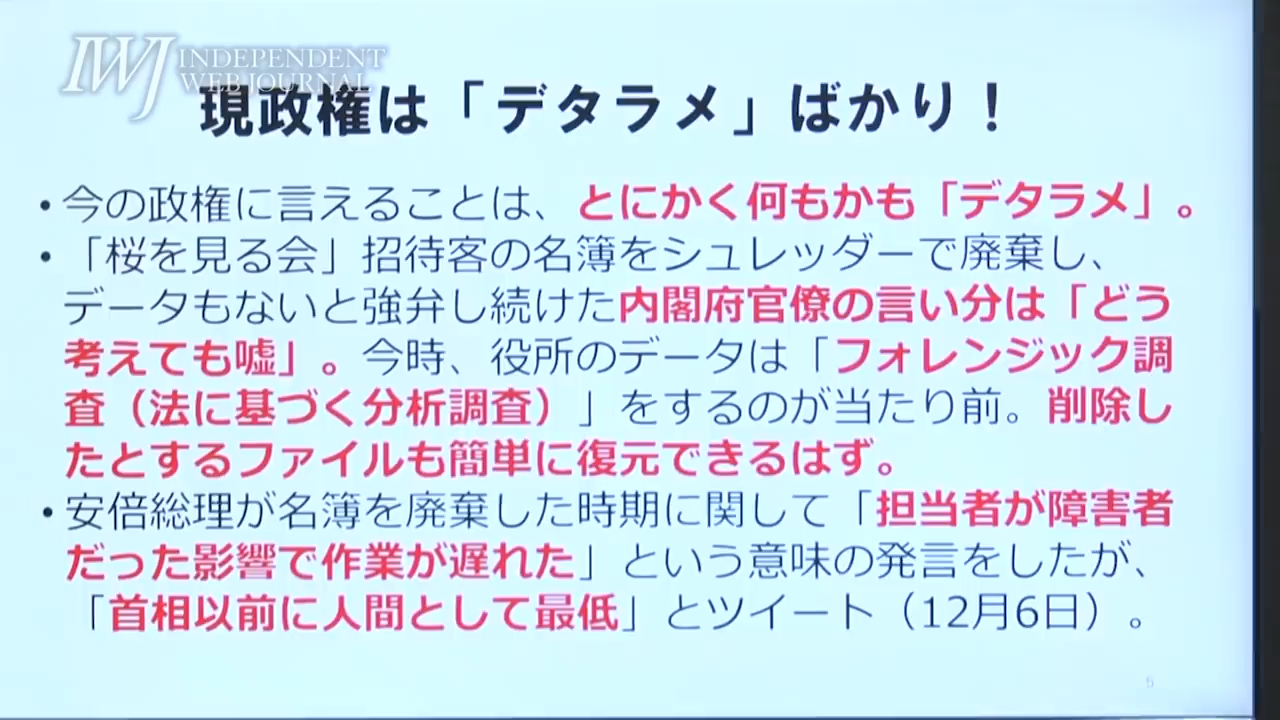 IWJ INDEPENDENT
WEB JOURNAL
現政権は「デタラメ」ばかり！
• 今の政権に言えることは、とにかく何もかも「デタラメ」。
• 「桜を見る会」招待客の名簿をシュレッダーで廃棄し、
データもないと強弁し続けた内閣府官僚の言い分は「どう
考えても嘘」。今時、役所のデータは「フォレンジック調
査（法に基づく分析調査）」をするのが当たり前。削除し
たとするファイルも簡単に復元できるはず。
• 安倍総理が名簿を廃棄した時期に関して「担当者が障害者
だった影響で作業が遅れた」という意味の発言をしたが、
「首相以前に人間として最低」とツイート（12月6日）。
6